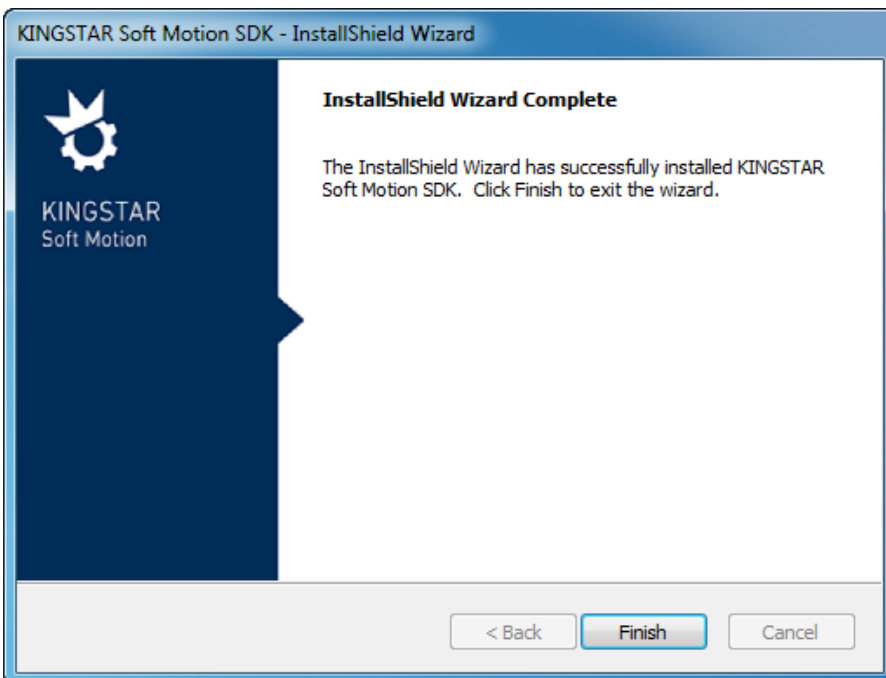 KINGSTAR Soft Motion SDK - InstallShield Wizard
KINGSTAR
Soft Motion
InstallShield Wizard Complete
The InstallShield Wizard has successfully installed KINGSTAR
Soft Motion SDK.  Click Finish to exit the wizard.
< Back
Finish
Cancel